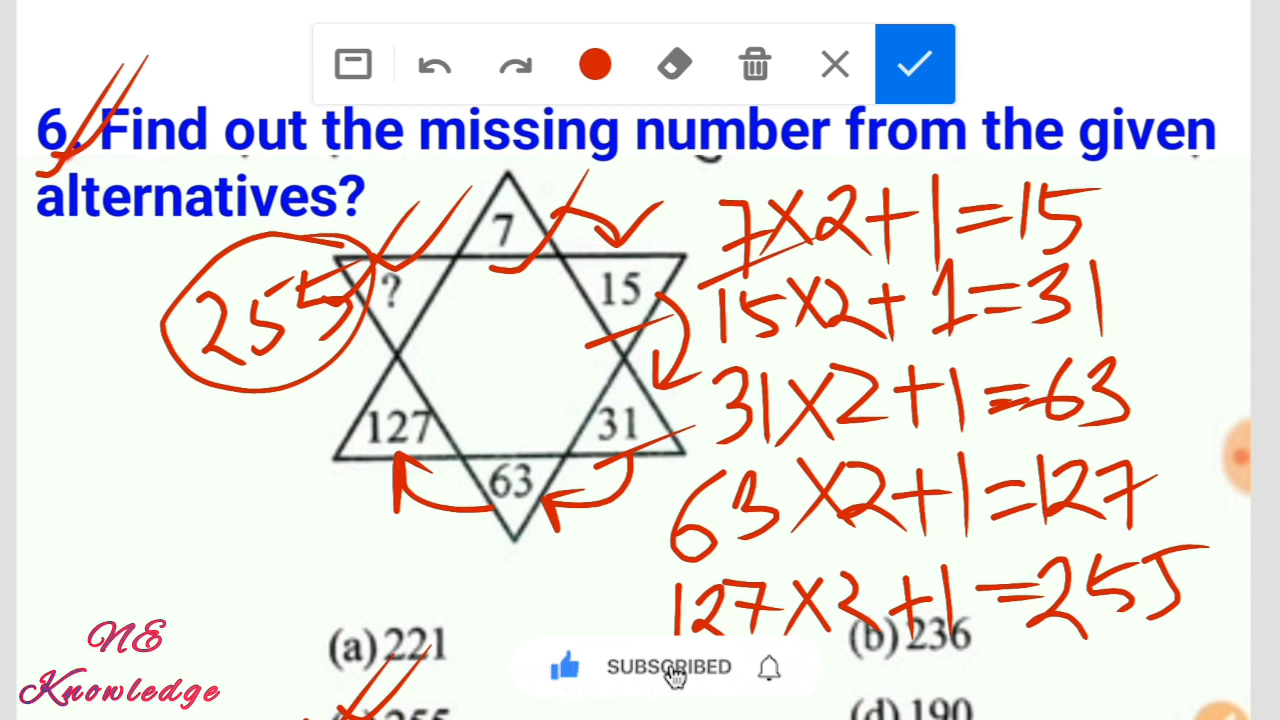 6. Find out the missing number from the given
alternatives?
7
?
15
255
127
31
63
7×2+1=15
15×2+1=31
31×2+1=63
63×2+1=127
127×2+1=255
(a) 221
(b) 236
255
(d) 190
SUBSCRIBED
NE
Knowledge